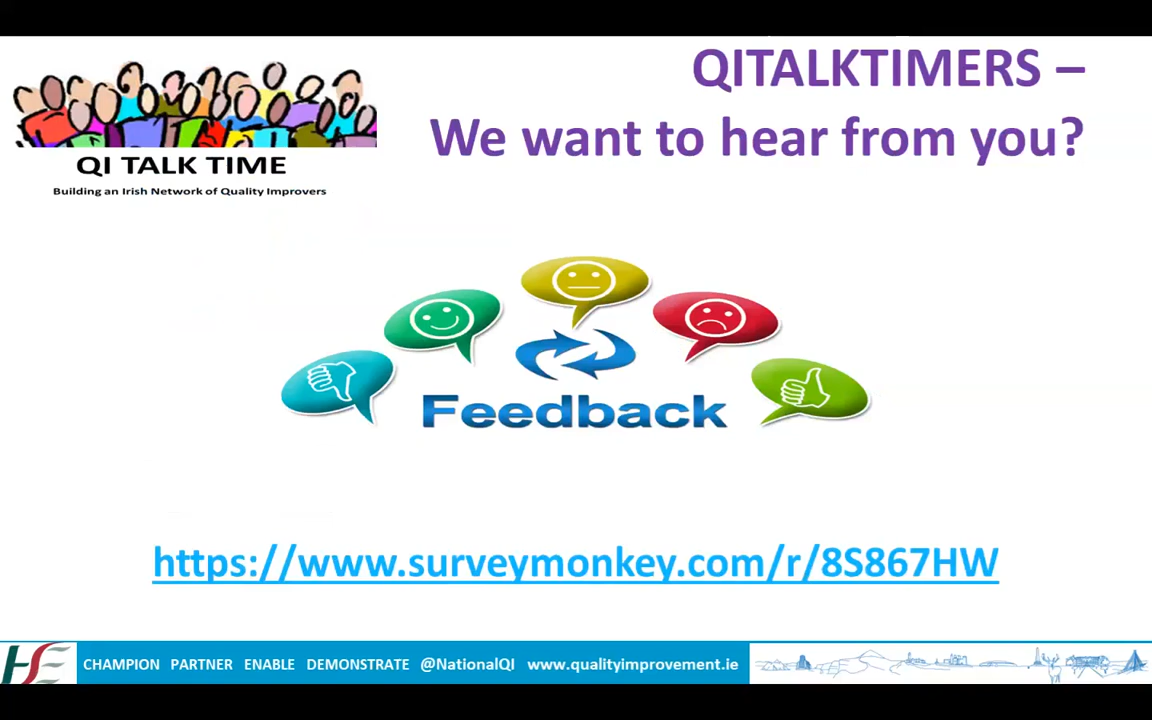 QITALKTIMERS –
We want to hear from you?
QI TALK TIME
Building an Irish Network of Quality Improvers
Feedback
https://www.surveymonkey.com/r/8S867HW
HSE CHAMPION PARTNER ENABLE DEMONSTRATE @NationalQI www.qualityimprovement.ie